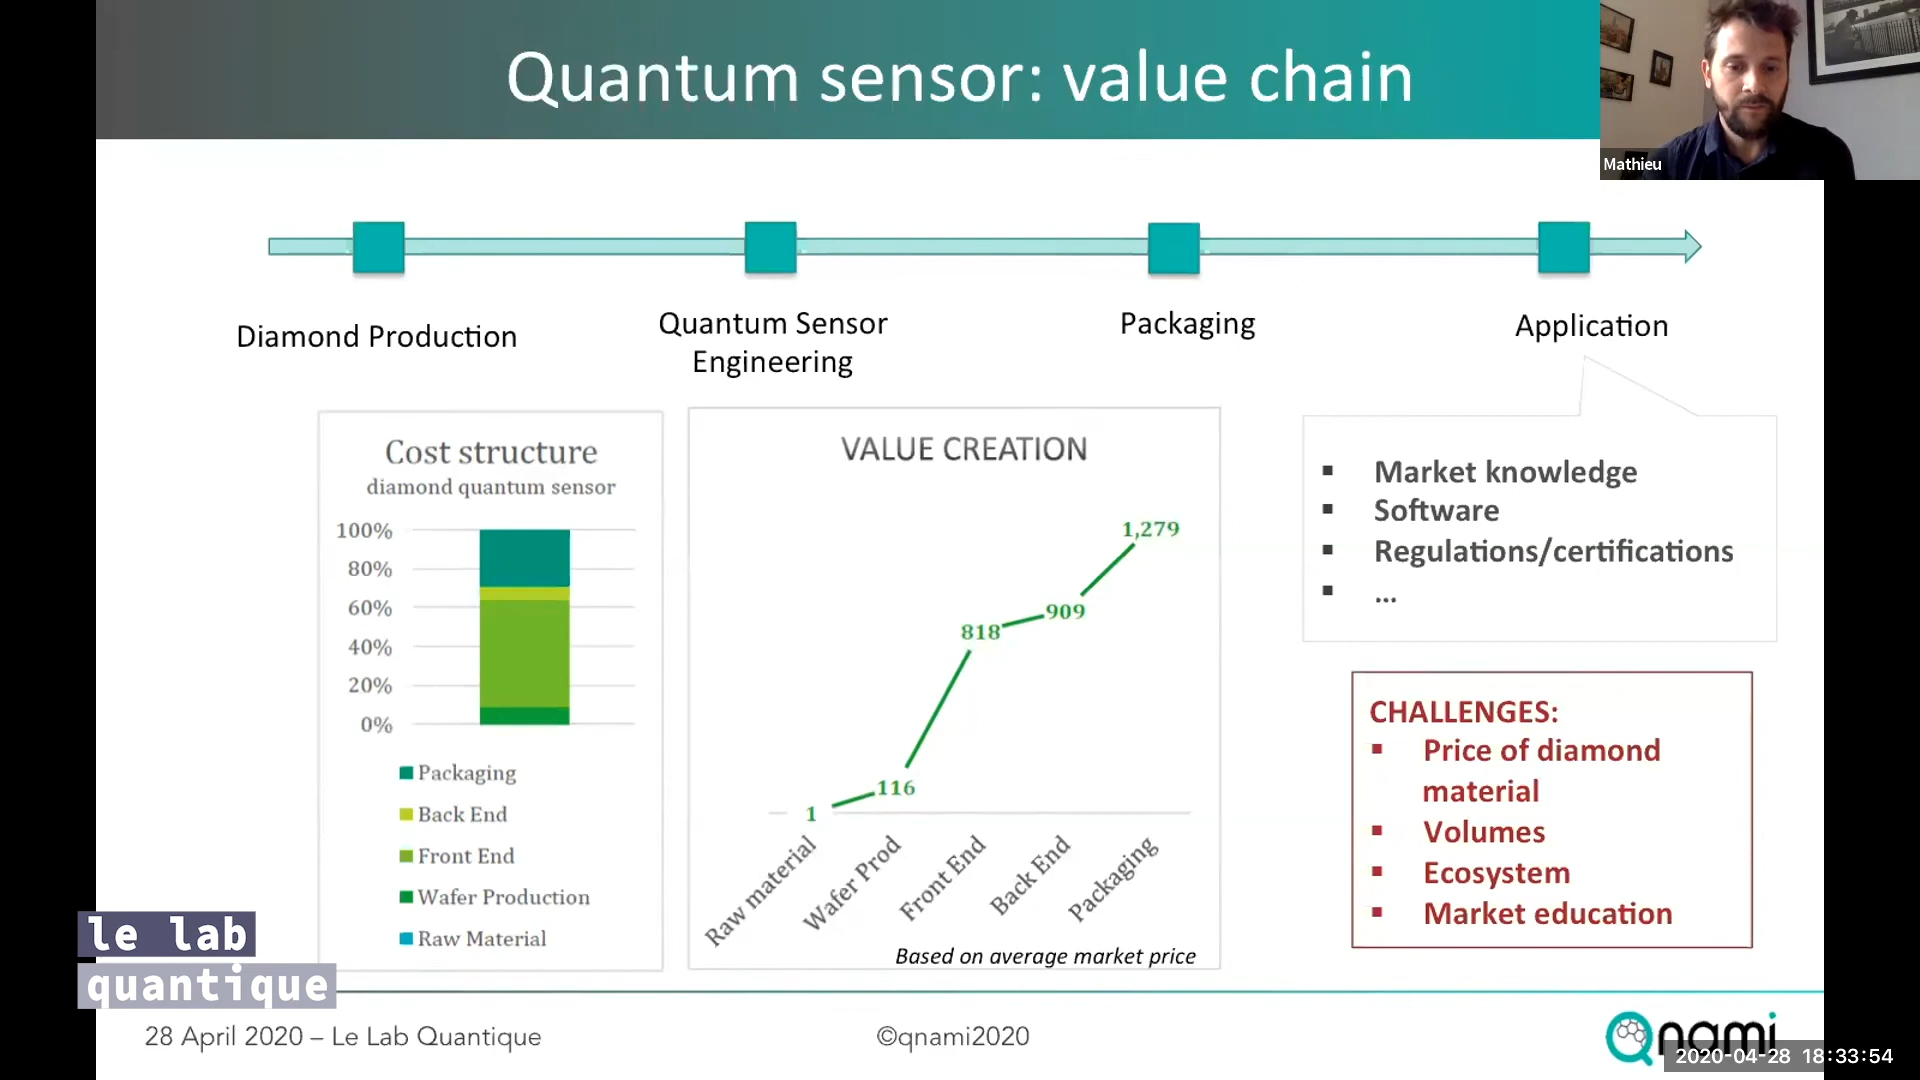 Quantum sensor: value chain
Mathieu
Diamond Production
Quantum Sensor
Engineering
Packaging
Application
Cost structure
diamond quantum sensor
100%
80%
60%
40%
20%
0%
Packaging
Back End
Front End
Wafer Production
Raw Material
VALUE CREATION
1,279
909
818
116
1
Raw material
Wafer Prod
Front End
Back End
Packaging
Based on average market price
▪ Market knowledge
▪ Software
▪ Regulations/certifications
▪ ...
CHALLENGES:
▪ Price of diamond
material
▪ Volumes
▪ Ecosystem
▪ Market education
le lab
quantique
28 April 2020 – Le Lab Quantique
©qnami2020
Qnami
2020-04-28 18:33:54